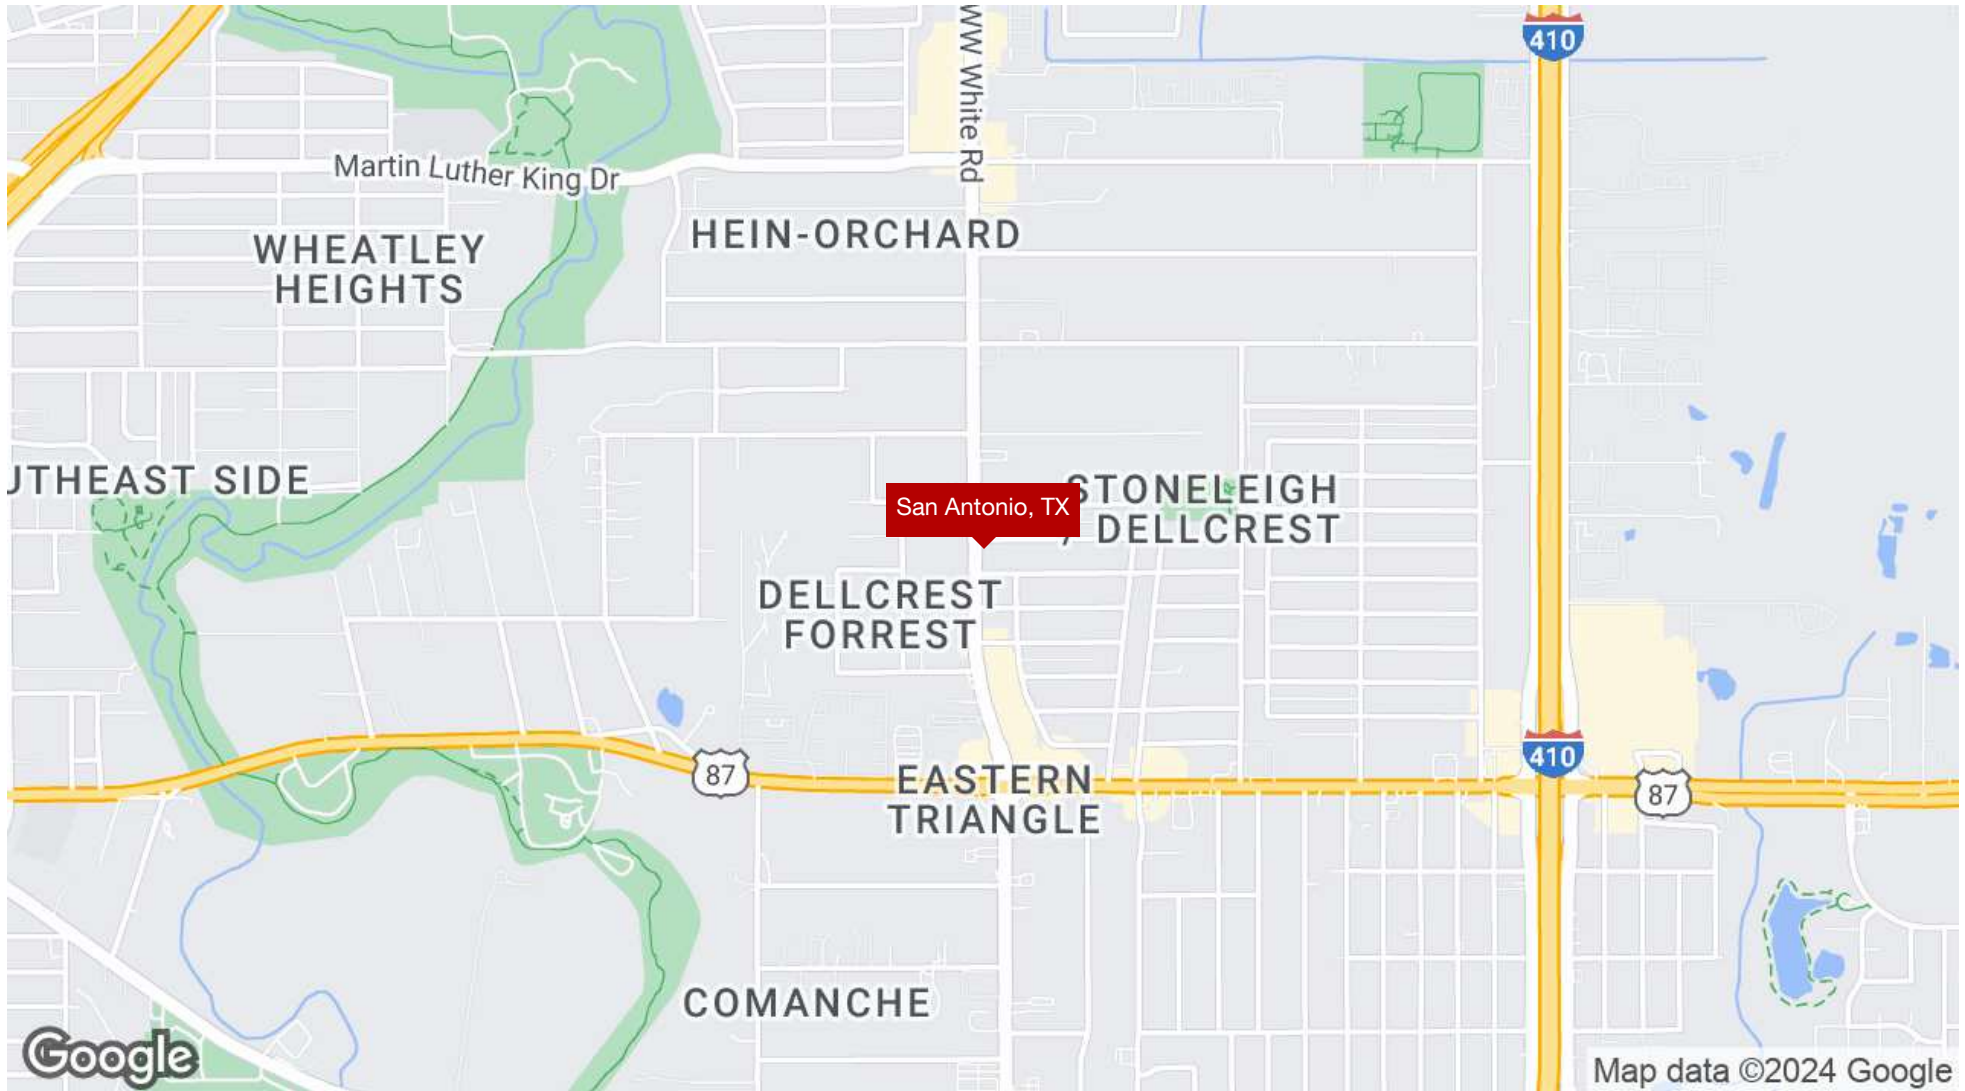 410
WW White Rd
Martin Luther King Dr
HEIN-ORCHARD
WHEATLEY
HEIGHTS
UTHEAST SIDE
STONELEIGH
/ DELLCREST
San Antonio, TX
DELLCREST
FORREST
410
87
EASTERN
TRIANGLE
87
COMANCHE
Google
Map data ©2024 Google